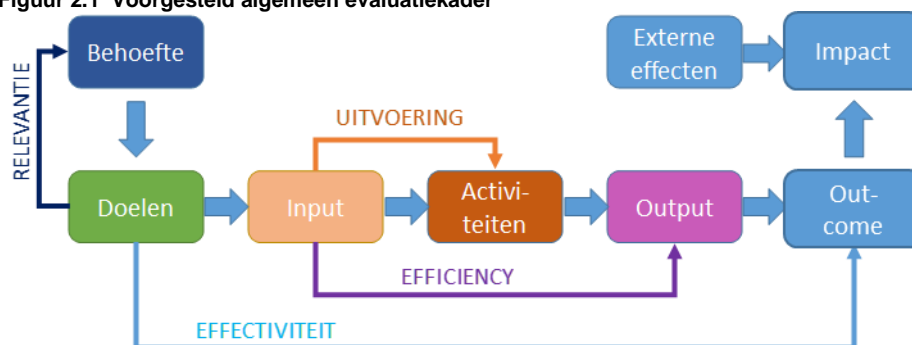 Figuur 2.1 Voorgesteld algemeen evaluatiekader
Behoefte
Externe
effecten
Impact
RELEVANTIE
UITVOERING
Doelen
Input
Activi-
teiten
Output
Out-
come
EFFICIENCY
EFFECTIVITEIT